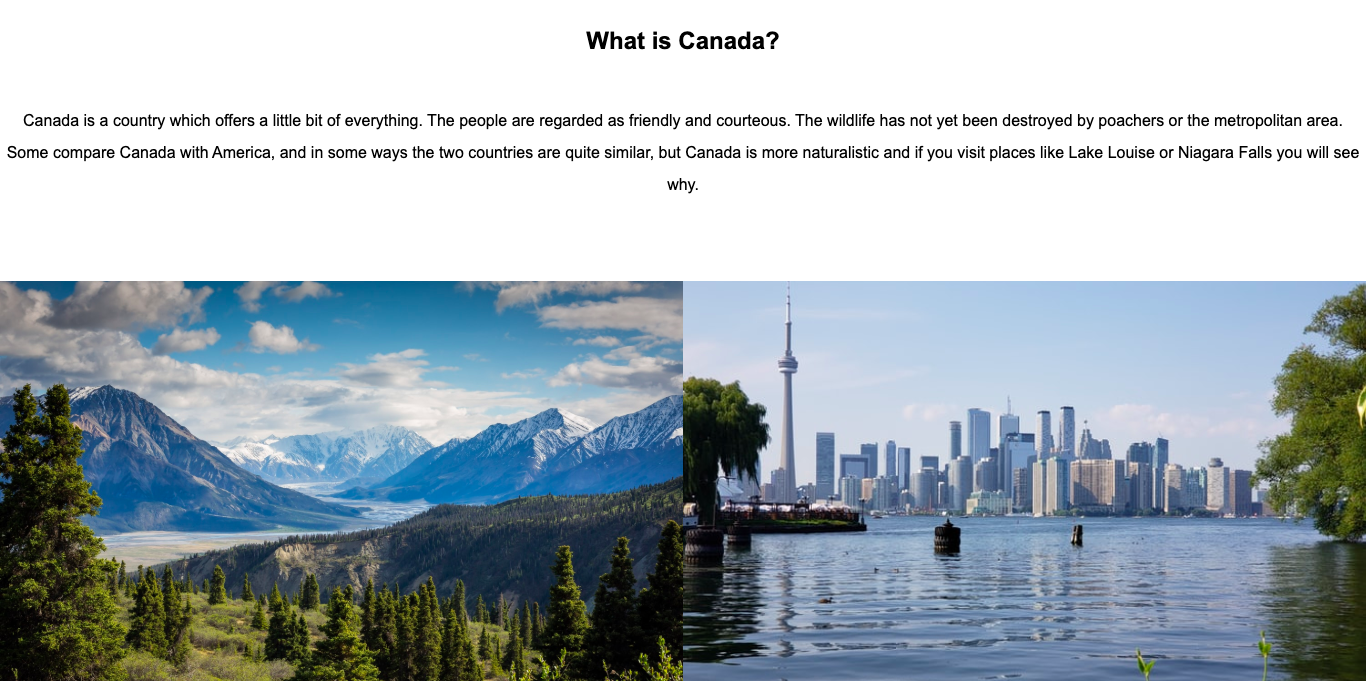 What is Canada?
Canada is a country which offers a little bit of everything. The people are regarded as friendly and courteous. The wildlife has not yet been destroyed by poachers or the metropolitan area.
Some compare Canada with America, and in some ways the two countries are quite similar, but Canada is more naturalistic and if you visit places like Lake Louise or Niagara Falls you will see
why.